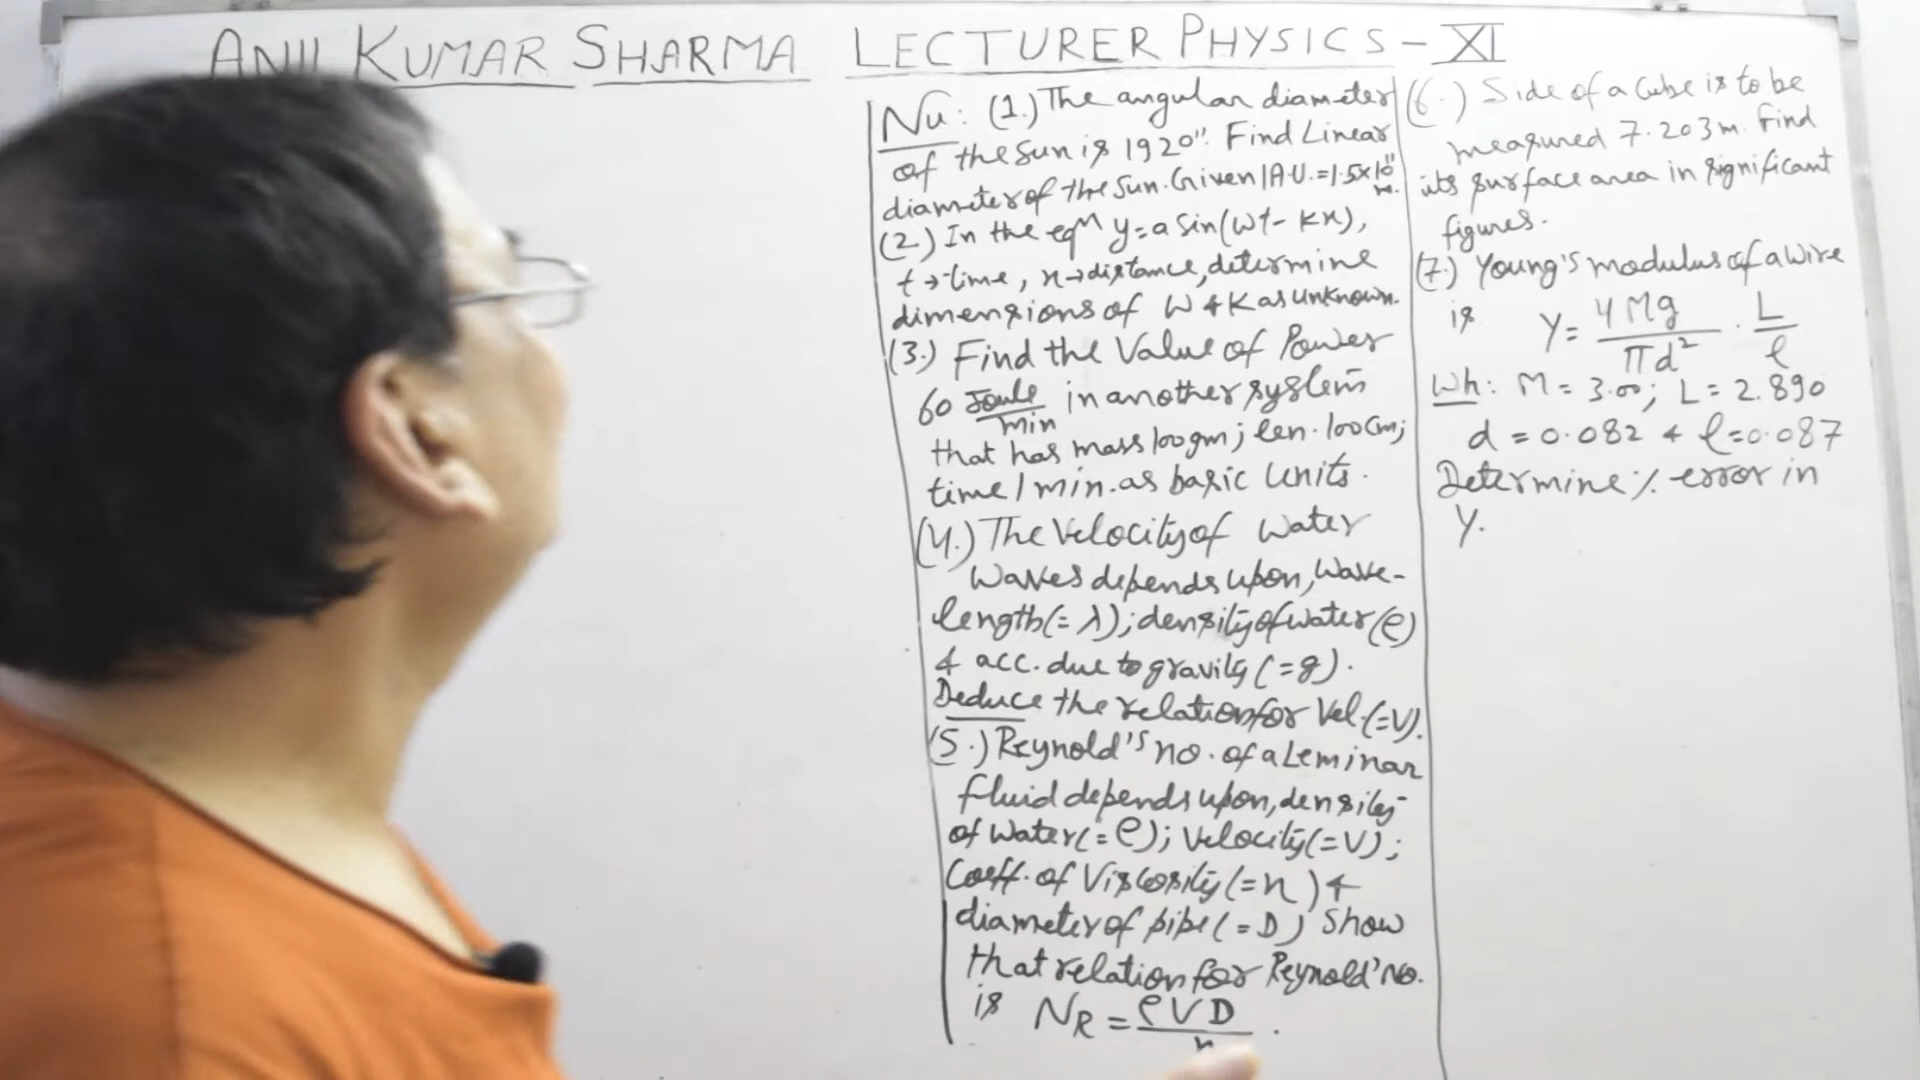 ANIL KUMAR SHARMA LECTURER PHYSICS - XI
Nu: (1.) The angular diameter
of the Sun is 1920". Find Linear
diameter of the Sun. Given 1 A.U. = 1.5x10¹¹
m.
(2.) In the eqⁿ y=a sin(ωt - kx),
t → time, x → distance, determine
dimensions of ω & K as unknown.
(3.) Find the Value of Power
60 Joule/min in another system
that has mass 100gm; len. 100cm;
time 1 min. as basic units.
(4.) The Velocity of Water
Waves depends upon, Wave-
length(= λ); density of water (ρ)
& acc. due to gravity (=g).
Deduce the relation for Vel.(=V).
(5.) Reynold's no. of a Leminar
fluid depends upon, density
of Water(= ρ); Velocity(=V);
Coeff. of Viscosity (=η) &
diameter of pipe (= D) Show
that relation for Reynold' No.
is N_R = ρVD/η .
(6.) Side of a Cube is to be
measured 7.203m. Find
its surface area in significant
figures.
(7.) Young's modulus of a wire
is Y = 4Mg/πd² . L/l
Wh: M = 3.00; L = 2.890
d = 0.082 & l=0.087
Determine % error in
Y.